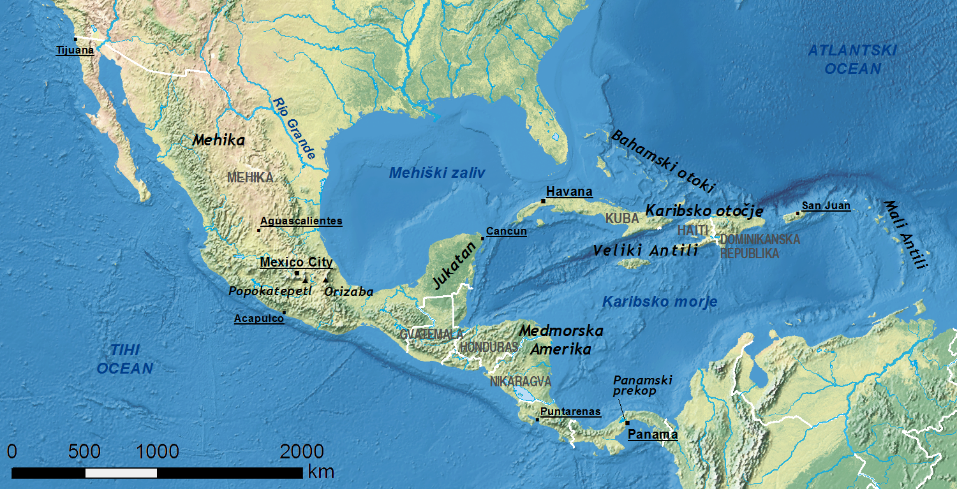 Tijuana
ATLANTSKI
OCEAN
Rio Grande
Mehika
MEHIKA
Mehiški zaliv
Bahamski otoki
Havana
KUBA
Karibsko otočje
San Juan
Mali Antili
Aguascalientes
Cancun
HAITI
DOMINIKANSKA
REPUBLIKA
Veliki Antili
Jukatan
Mexico City
Popokatepetl
Orizaba
Karibsko morje
Acapulco
GVATEMALA
HONDURAS
Medmorska
Amerika
TIHI
OCEAN
NIKARAGVA
Panamski
prekop
Puntarenas
Panama
0 500 1000 2000
km